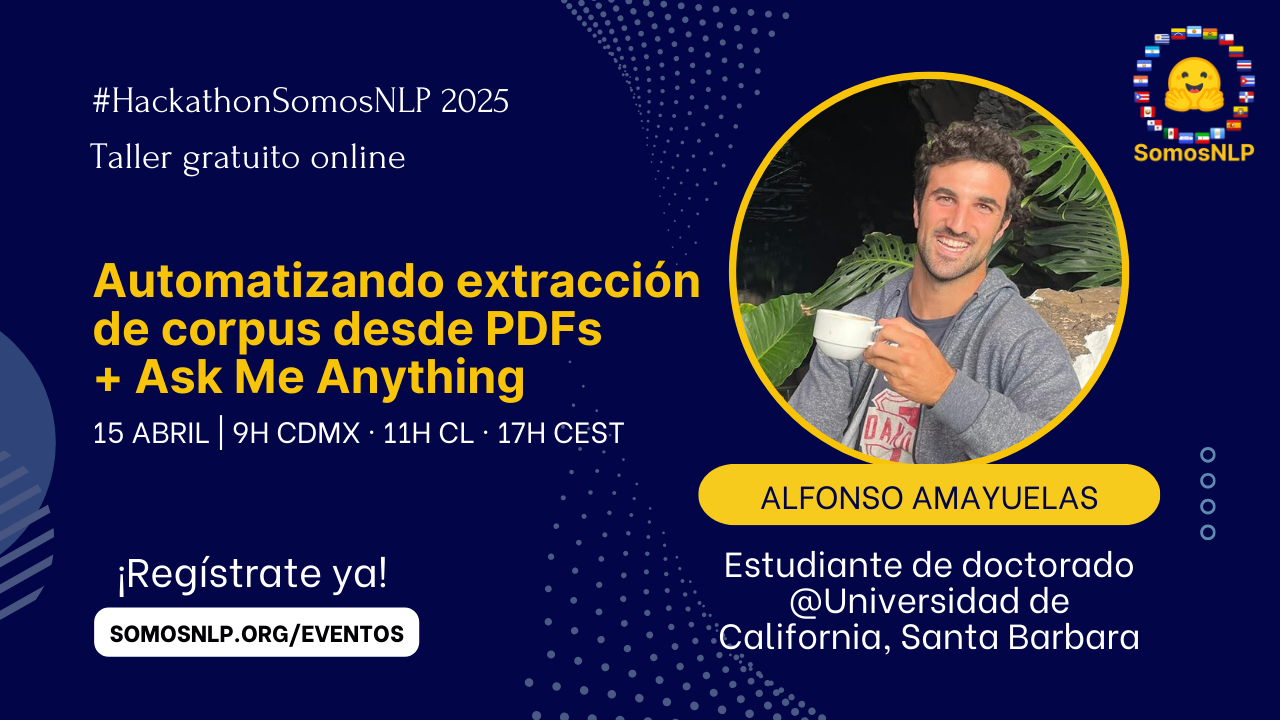 #HackathonSomosNLP 2025
Taller gratuito online
SomosNLP
Automatizando extracción
de corpus desde PDFs
+ Ask Me Anything
15 ABRIL | 9H CDMX · 11H CL · 17H CEST
ALFONSO AMAYUELAS
Estudiante de doctorado
@Universidad de
California, Santa Barbara
¡Regístrate ya!
SOMOSNLP.ORG/EVENTOS